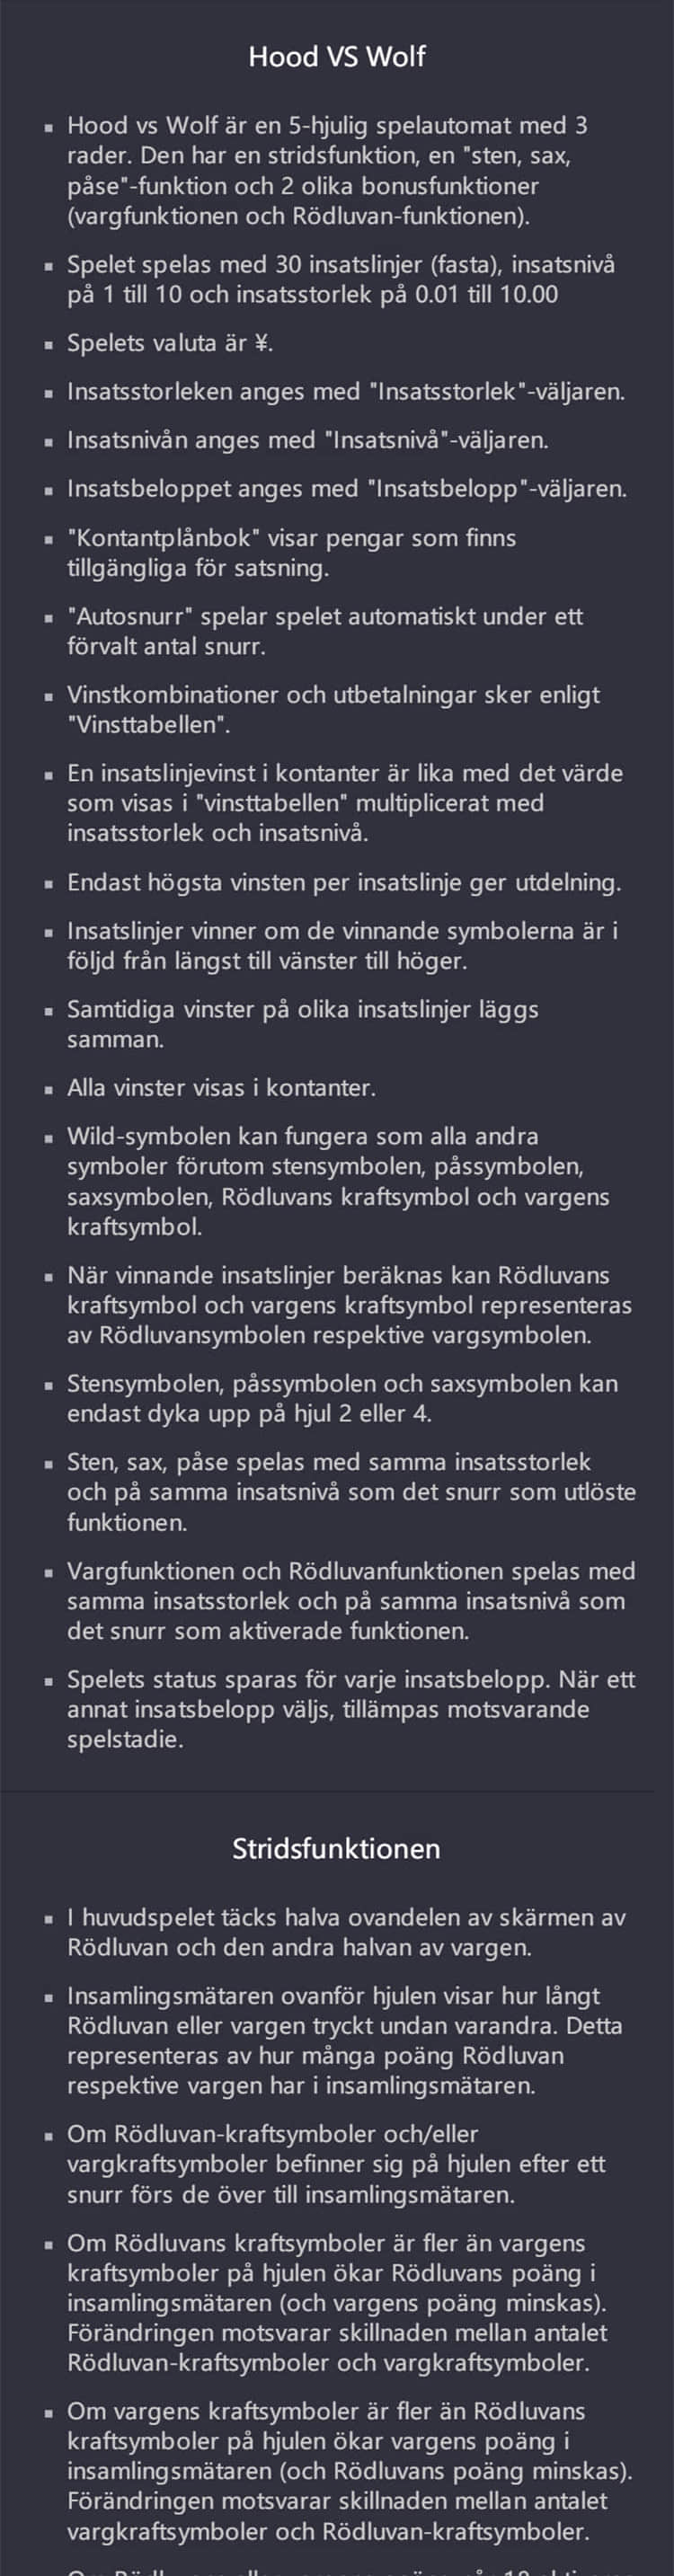 Hood VS Wolf
▪ Hood vs Wolf är en 5-hjulig spelautomat med 3
rader. Den har en stridsfunktion, en "sten, sax,
påse"-funktion och 2 olika bonusfunktioner
(vargfunktionen och Rödluvan-funktionen).
▪ Spelet spelas med 30 insatslinjer (fasta), insatsnivå
på 1 till 10 och insatsstorlek på 0.01 till 10.00
▪ Spelets valuta är ¥.
▪ Insatsstorleken anges med "Insatsstorlek"-väljaren.
▪ Insatsnivån anges med "Insatsnivå"-väljaren.
▪ Insatsbeloppet anges med "Insatsbelopp"-väljaren.
▪ "Kontantplånbok" visar pengar som finns
tillgängliga för satsning.
▪ "Autosnurr" spelar spelet automatiskt under ett
förvalt antal snurr.
▪ Vinstkombinationer och utbetalningar sker enligt
"Vinsttabellen".
▪ En insatslinjevinst i kontanter är lika med det värde
som visas i "vinsttabellen" multiplicerat med
insatsstorlek och insatsnivå.
▪ Endast högsta vinsten per insatslinje ger utdelning.
▪ Insatslinjer vinner om de vinnande symbolerna är i
följd från längst till vänster till höger.
▪ Samtidiga vinster på olika insatslinjer läggs
samman.
▪ Alla vinster visas i kontanter.
▪ Wild-symbolen kan fungera som alla andra
symboler förutom stensymbolen, påssymbolen,
saxsymbolen, Rödluvans kraftsymbol och vargens
kraftsymbol.
▪ När vinnande insatslinjer beräknas kan Rödluvans
kraftsymbol och vargens kraftsymbol representeras
av Rödluvansymbolen respektive vargsymbolen.
▪ Stensymbolen, påssymbolen och saxsymbolen kan
endast dyka upp på hjul 2 eller 4.
▪ Sten, sax, påse spelas med samma insatsstorlek
och på samma insatsnivå som det snurr som utlöste
funktionen.
▪ Vargfunktionen och Rödluvanfunktionen spelas med
samma insatsstorlek och på samma insatsnivå som
det snurr som aktiverade funktionen.
▪ Spelets status sparas för varje insatsbelopp. När ett
annat insatsbelopp väljs, tillämpas motsvarande
spelstadie.
Stridsfunktionen
▪ I huvudspelet täcks halva ovandelen av skärmen av
Rödluvan och den andra halvan av vargen.
▪ Insamlingsmätaren ovanför hjulen visar hur långt
Rödluvan eller vargen tryckt undan varandra. Detta
representeras av hur många poäng Rödluvan
respektive vargen har i insamlingsmätaren.
▪ Om Rödluvan-kraftsymboler och/eller
vargkraftsymboler befinner sig på hjulen efter ett
snurr förs de över till insamlingsmätaren.
▪ Om Rödluvans kraftsymboler är fler än vargens
kraftsymboler på hjulen ökar Rödluvans poäng i
insamlingsmätaren (och vargens poäng minskas).
Förändringen motsvarar skillnaden mellan antalet
Rödluvan-kraftsymboler och vargkraftsymboler.
▪ Om vargens kraftsymboler är fler än Rödluvans
kraftsymboler på hjulen ökar vargens poäng i
insamlingsmätaren (och Rödluvans poäng minskas).
Förändringen motsvarar skillnaden mellan antalet
vargkraftsymboler och Rödluvan-kraftsymboler.